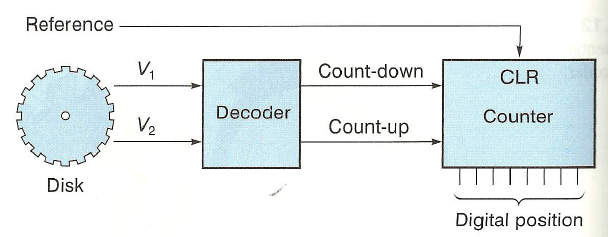 Reference
V1
V2
Disk
Decoder
Count-down
Count-up
CLR
Counter
Digital position